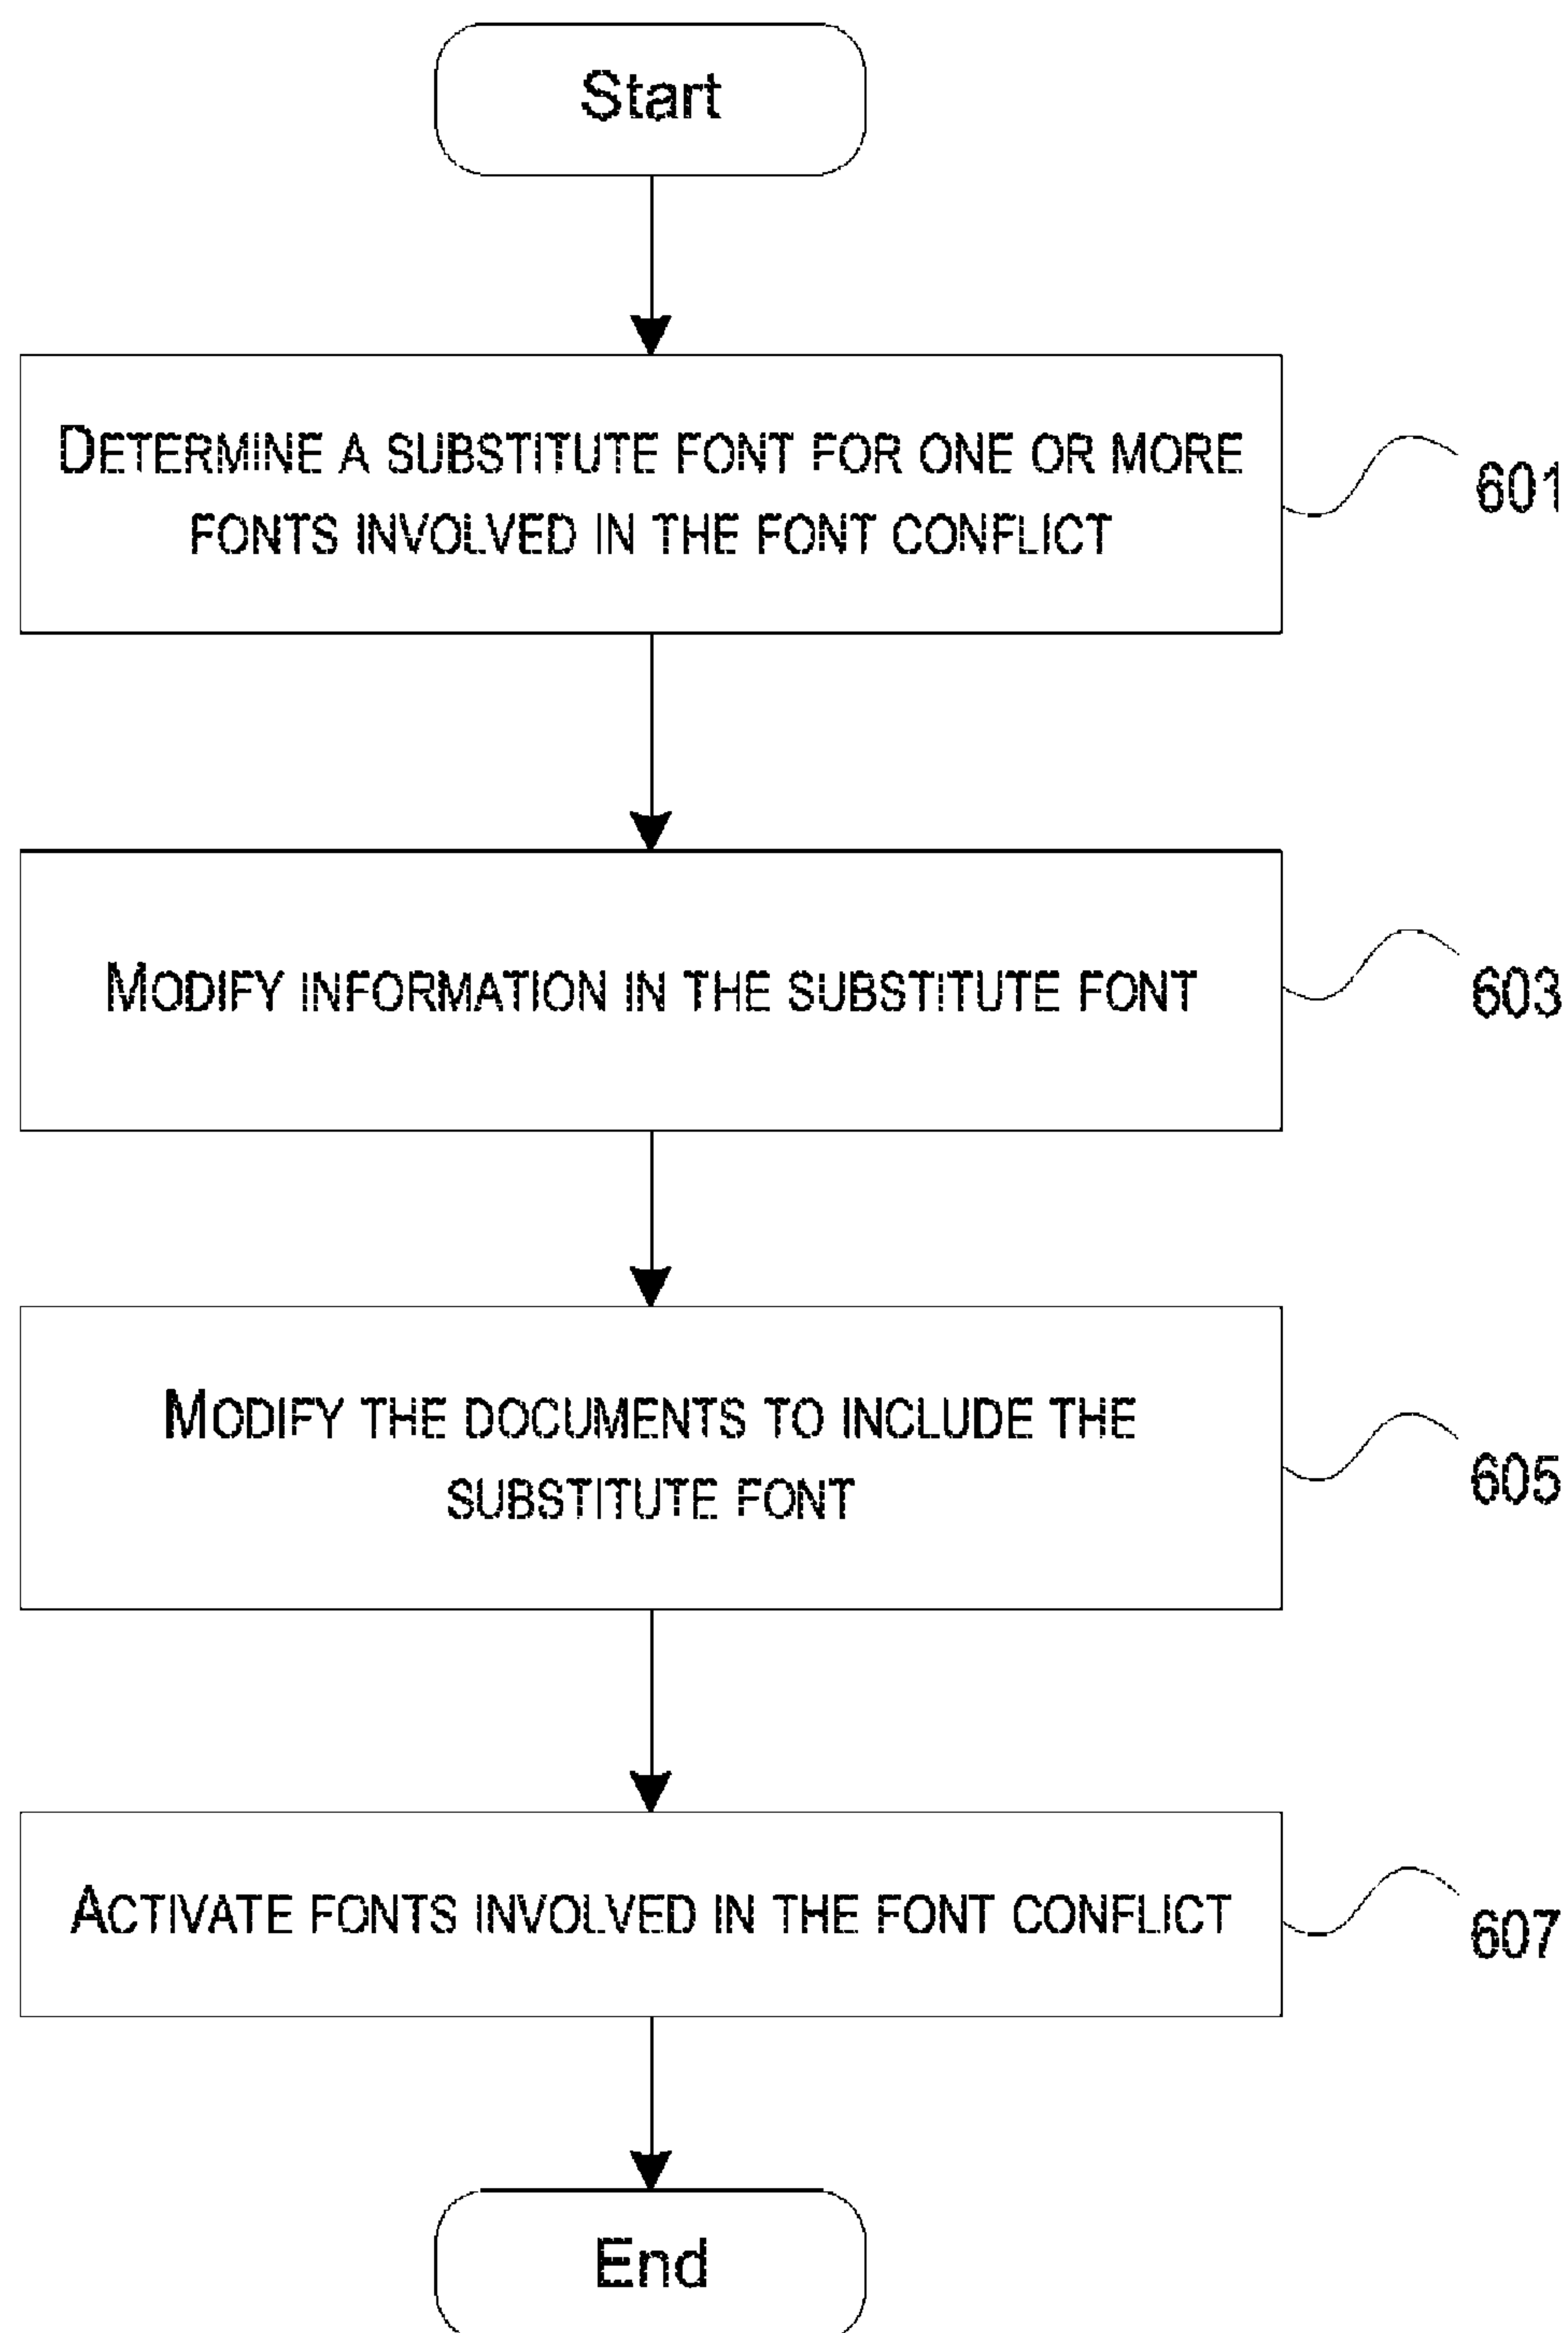 Start
DETERMINE A SUBSTITUTE FONT FOR ONE OR MORE
FONTS INVOLVED IN THE FONT CONFLICT
601
MODIFY INFORMATION IN THE SUBSTITUTE FONT
603
MODIFY THE DOCUMENTS TO INCLUDE THE
SUBSTITUTE FONT
605
ACTIVATE FONTS INVOLVED IN THE FONT CONFLICT
607
End